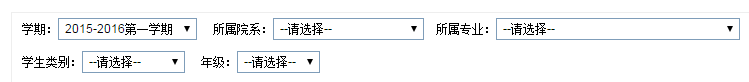 学期： 2015-2016第一学期 所属院系： --请选择-- 所属专业： --请选择--
学生类别： --请选择-- 年级： --请选择--